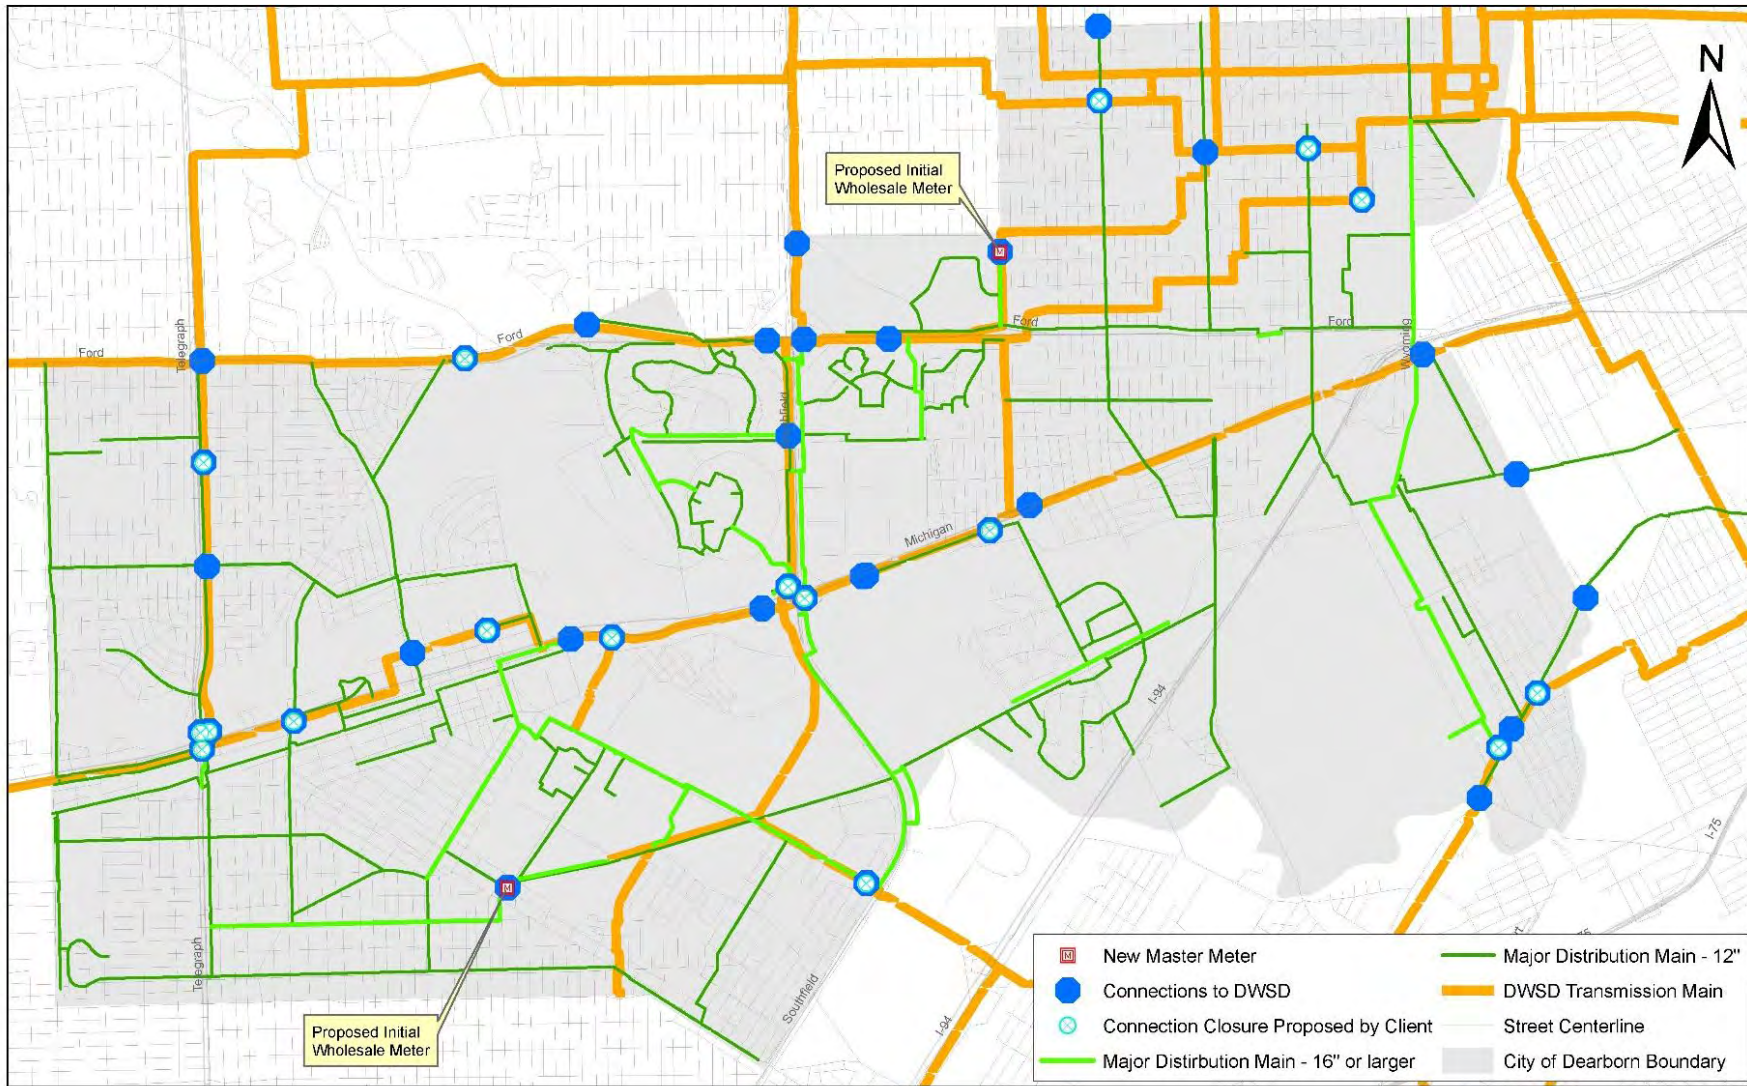 N
Proposed Initial
Wholesale Meter
Telegraph
Ford
Ford
Ford
Ford
Wyoming
Michigan
I-94
I-75
Telegraph
Southfield
I-94
Proposed Initial
Wholesale Meter
M
M
M
New Master Meter
Connections to DWSD
Connection Closure Proposed by Client
Major Distirbution Main - 16" or larger
Major Distribution Main - 12"
DWSD Transmission Main
Street Centerline
City of Dearborn Boundary